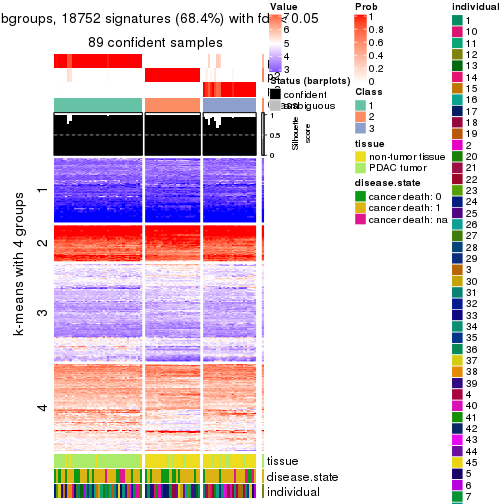 bgroups, 18752 signatures (68.4%) with fdr < 0.05
89 confident samples
k-means with 4 groups
1
2
3
4
1
0.5
0
Silhouette
score
tissue
disease.state
individual
Value
7
6
5
4
3
Status (barplots)
confident
ambiguous
Prob
1
0.8
0.6
0.4
0.2
0
Class
1
2
3
tissue
non-tumor tissue
PDAC tumor
disease.state
cancer death: 0
cancer death: 1
cancer death: na
individual
1
10
11
12
13
14
15
16
17
18
19
2
20
21
22
23
24
25
26
27
28
29
3
30
31
32
33
34
35
36
37
38
39
4
40
41
42
43
44
45
5
6
7